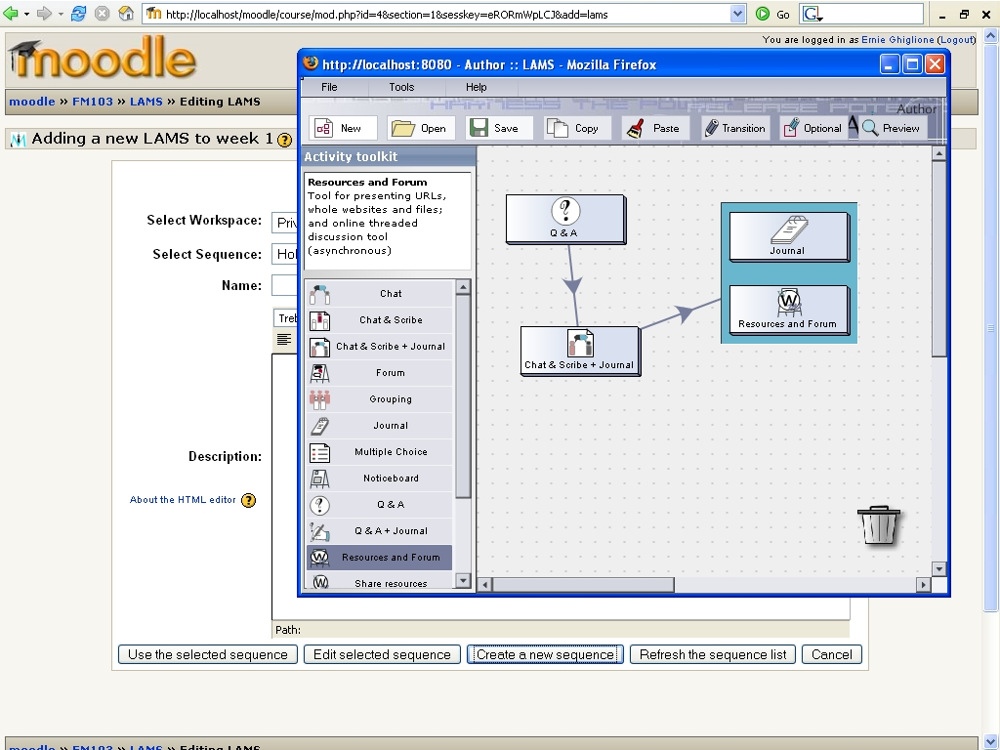 http://localhost/moodle/course/mod.php?id=4&section=1&sesskey=eRORmWpLCJ&add=lams
Go
G
moodle
You are logged in as Ernie Ghiglione (Logout)
moodle » FM103 » LAMS » Editing LAMS
Adding a new LAMS to week 1
Select Workspace:
Priv
Select Sequence:
Hol
Name:
Treb
Description:
About the HTML editor
Path:
Use the selected sequence
Edit selected sequence
Create a new sequence
Refresh the sequence list
Cancel
moodle » FM103 » LAMS » Editing LAMS
http://localhost:8080 - Author :: LAMS - Mozilla Firefox
File Tools Help
HARNESS THE
RELEASE
Author
New Open Save Copy Paste Transition Optional Preview
Activity toolkit
Resources and Forum
Tool for presenting URLs,
whole websites and files;
and online threaded
discussion tool
(asynchronous)
Chat
Chat & Scribe
Chat & Scribe + Journal
Forum
Grouping
Journal
Multiple Choice
Noticeboard
Q & A
Q & A + Journal
Resources and Forum
Share resources
Q & A
Chat & Scribe + Journal
Journal
Resources and Forum